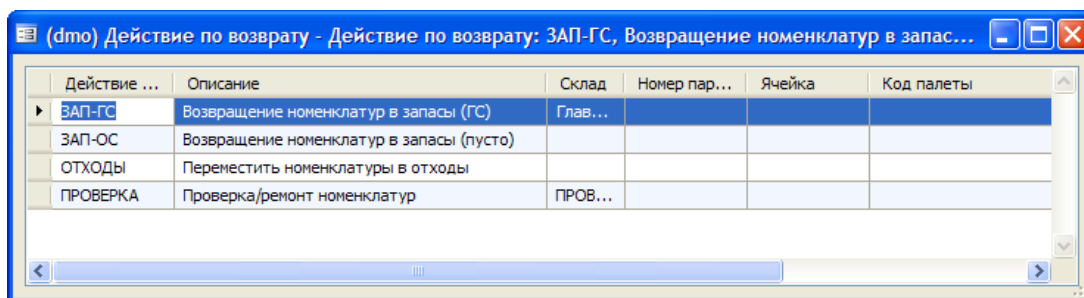 (dmo) Действие по возврату - Действие по возврату: ЗАП-ГС, Возвращение номенклатур в запас...
Действие ... Описание Склад Номер пар... Ячейка Код палеты
ЗАП-ГС Возвращение номенклатур в запасы (ГС) Глав...
ЗАП-ОС Возвращение номенклатур в запасы (пусто)
ОТХОДЫ Переместить номенклатуры в отходы
ПРОВЕРКА Проверка/ремонт номенклатур ПРОВ...